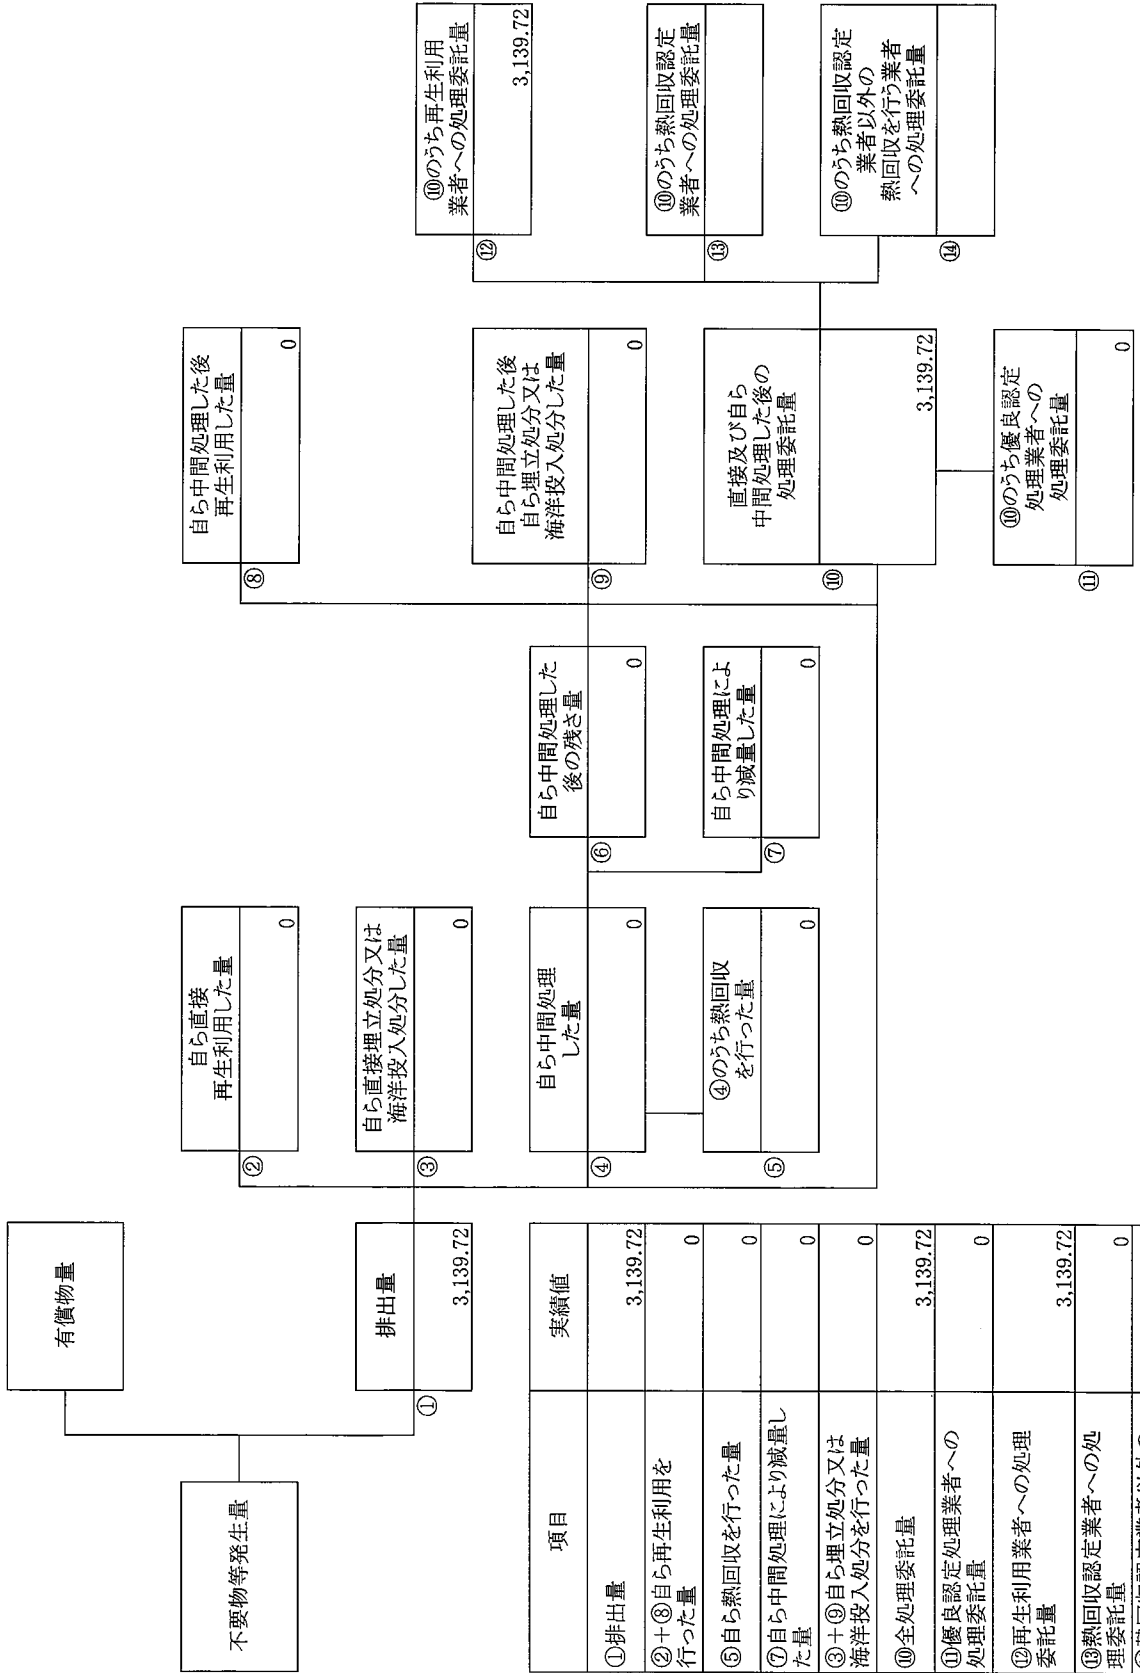 有償物量
不要物等発生量
排出量
①
3,139.72
自ら直接
再生利用した量
②
0
自ら直接埋立処分又は
海洋投入処分した量
③
0
自ら中間処理
した量
④
0
④のうち熱回収
を行った量
⑤
0
自ら中間処理した
後の残さ量
⑥
0
自ら中間処理によ
り減量した量
⑦
0
自ら中間処理した後
再生利用した量
⑧
0
自ら中間処理した後
自ら埋立処分又は
海洋投入処分した量
⑨
0
直接及び自ら
中間処理した後の
処理委託量
⑩
3,139.72
⑩のうち優良認定
処理業者への
処理委託量
⑪
0
⑩のうち再生利用
業者への処理委託量
⑫
3,139.72
⑩のうち熱回収認定
業者への処理委託量
⑬
⑩のうち熱回収認定
業者以外の
熱回収を行う業者
への処理委託量
⑭
項目 実績値
①排出量 3,139.72
②+⑧自ら再生利用を
行った量 0
⑤自ら熱回収を行った量 0
⑦自ら中間処理により減量し
た量 0
③+⑨自ら埋立処分又は
海洋投入処分を行った量 0
⑩全処理委託量 3,139.72
⑪優良認定処理業者への
処理委託量 0
⑫再生利用業者への処理
委託量 3,139.72
⑬熱回収認定業者への処
理委託量 0